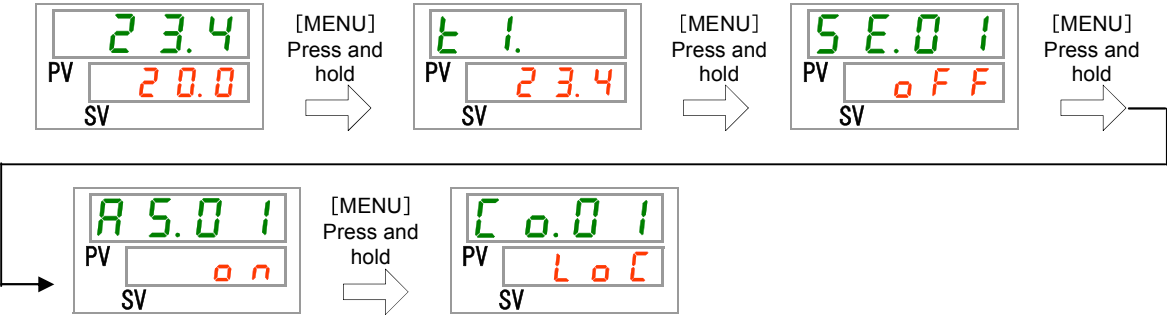 23.4
PV
20.0
SV
[MENU]
Press and
hold
t1.
PV
23.4
SV
[MENU]
Press and
hold
SE.01
PV
oFF
SV
[MENU]
Press and
hold
AS.01
PV
on
SV
[MENU]
Press and
hold
Co.01
PV
LoC
SV